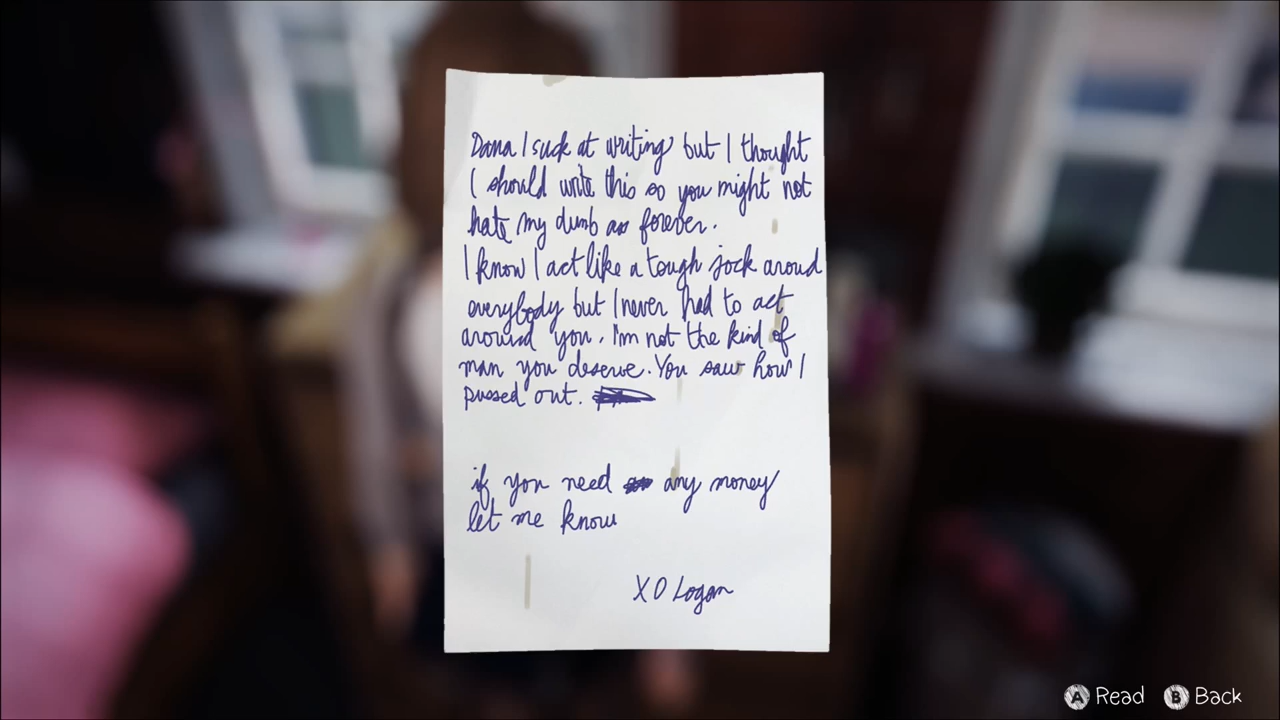 Dana I suck at writing but I thought
I should write this so you might not
hate my dumb ass forever.
I know I act like a tough jock aroud
everybody but I never had to act
around you. I'm not the kind of
man you deserve. You saw how I
pussed out.
if you need any money
let me know
XO Logan
A Read B Back